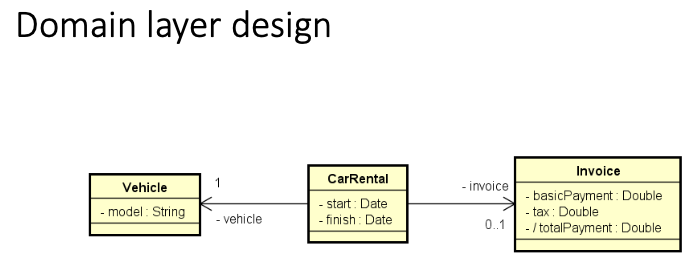 Domain layer design
Vehicle
- model : String
1
- vehicle
CarRental
- start : Date
- finish : Date
- invoice
0..1
Invoice
- basicPayment : Double
- tax : Double
- / totalPayment : Double